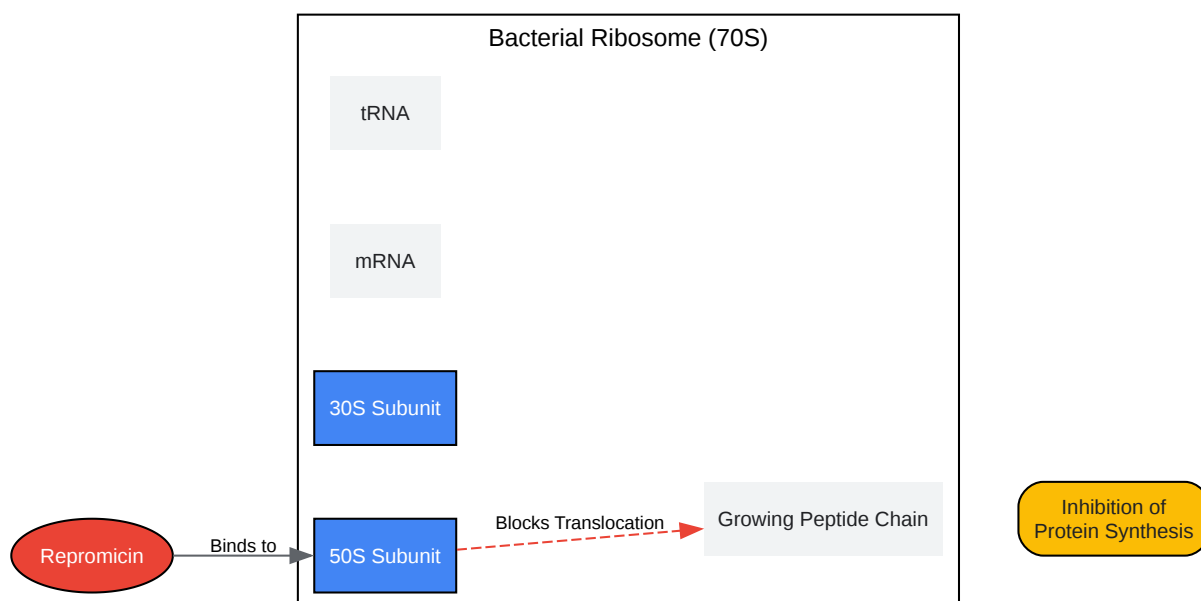 Bacterial Ribosome (70S)
tRNA
mRNA
30S Subunit
Repromicin
Binds to
50S Subunit
Blocks Translocation
Growing Peptide Chain
Inhibition of
Protein Synthesis